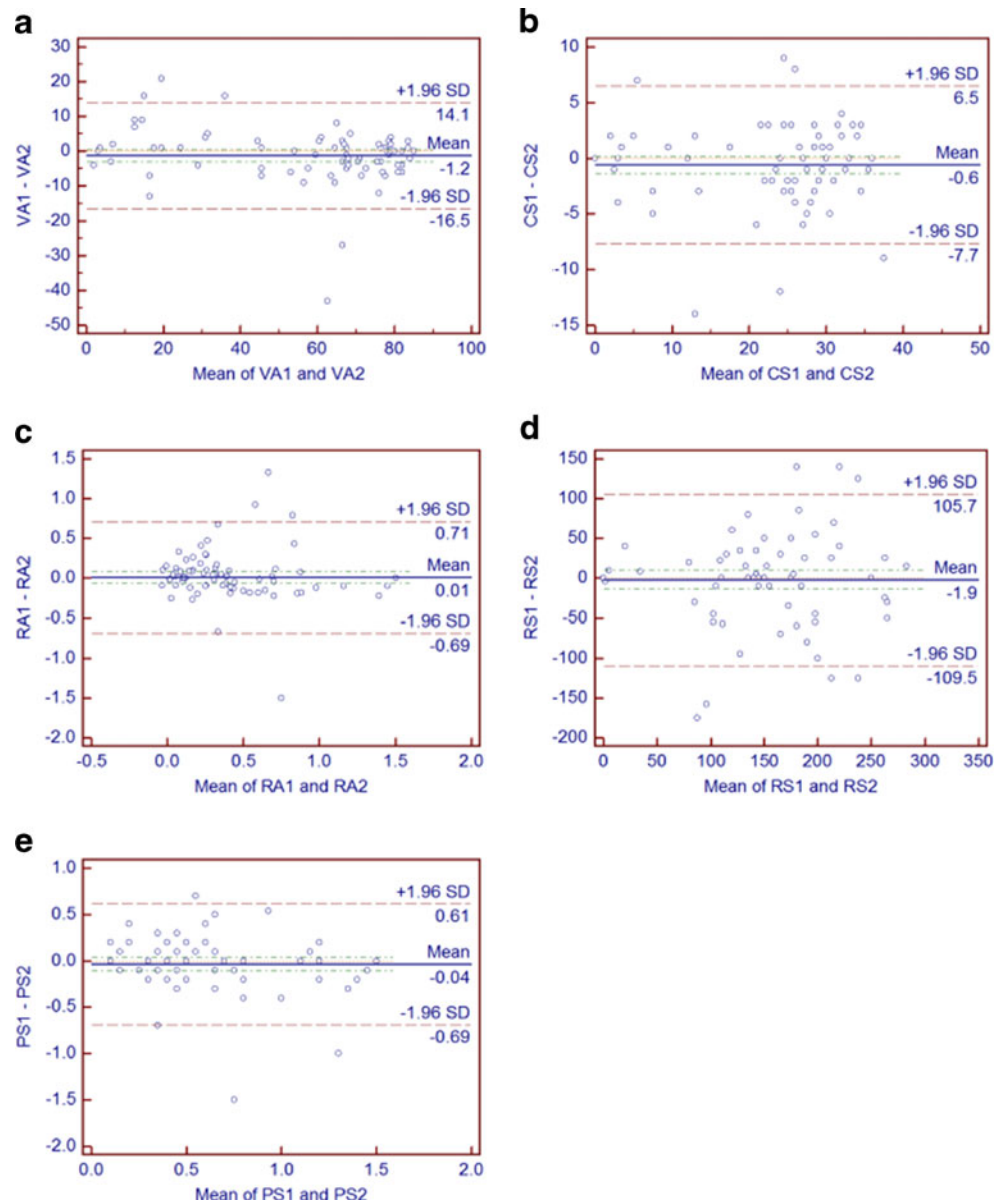 a
30
20
10
0
-10
-20
-30
-40
-50
VA1 - VA2
+1.96 SD
14.1
Mean
-1.2
-1.96 SD
-16.5
0 20 40 60 80 100
Mean of VA1 and VA2
b
10
5
0
-5
-10
-15
CS1 - CS2
+1.96 SD
6.5
Mean
-0.6
-1.96 SD
-7.7
0 10 20 30 40 50
Mean of CS1 and CS2
c
1.5
1.0
0.5
0.0
-0.5
-1.0
-1.5
-2.0
RA1 - RA2
+1.96 SD
0.71
Mean
0.01
-1.96 SD
-0.69
-0.5 0.0 0.5 1.0 1.5 2.0
Mean of RA1 and RA2
d
150
100
50
0
-50
-100
-150
-200
RS1 - RS2
+1.96 SD
105.7
Mean
-1.9
-1.96 SD
-109.5
0 50 100 150 200 250 300 350
Mean of RS1 and RS2
e
1.0
0.5
0.0
-0.5
-1.0
-1.5
-2.0
PS1 - PS2
+1.96 SD
0.61
Mean
-0.04
-1.96 SD
-0.69
0.0 0.5 1.0 1.5 2.0
Mean of PS1 and PS2